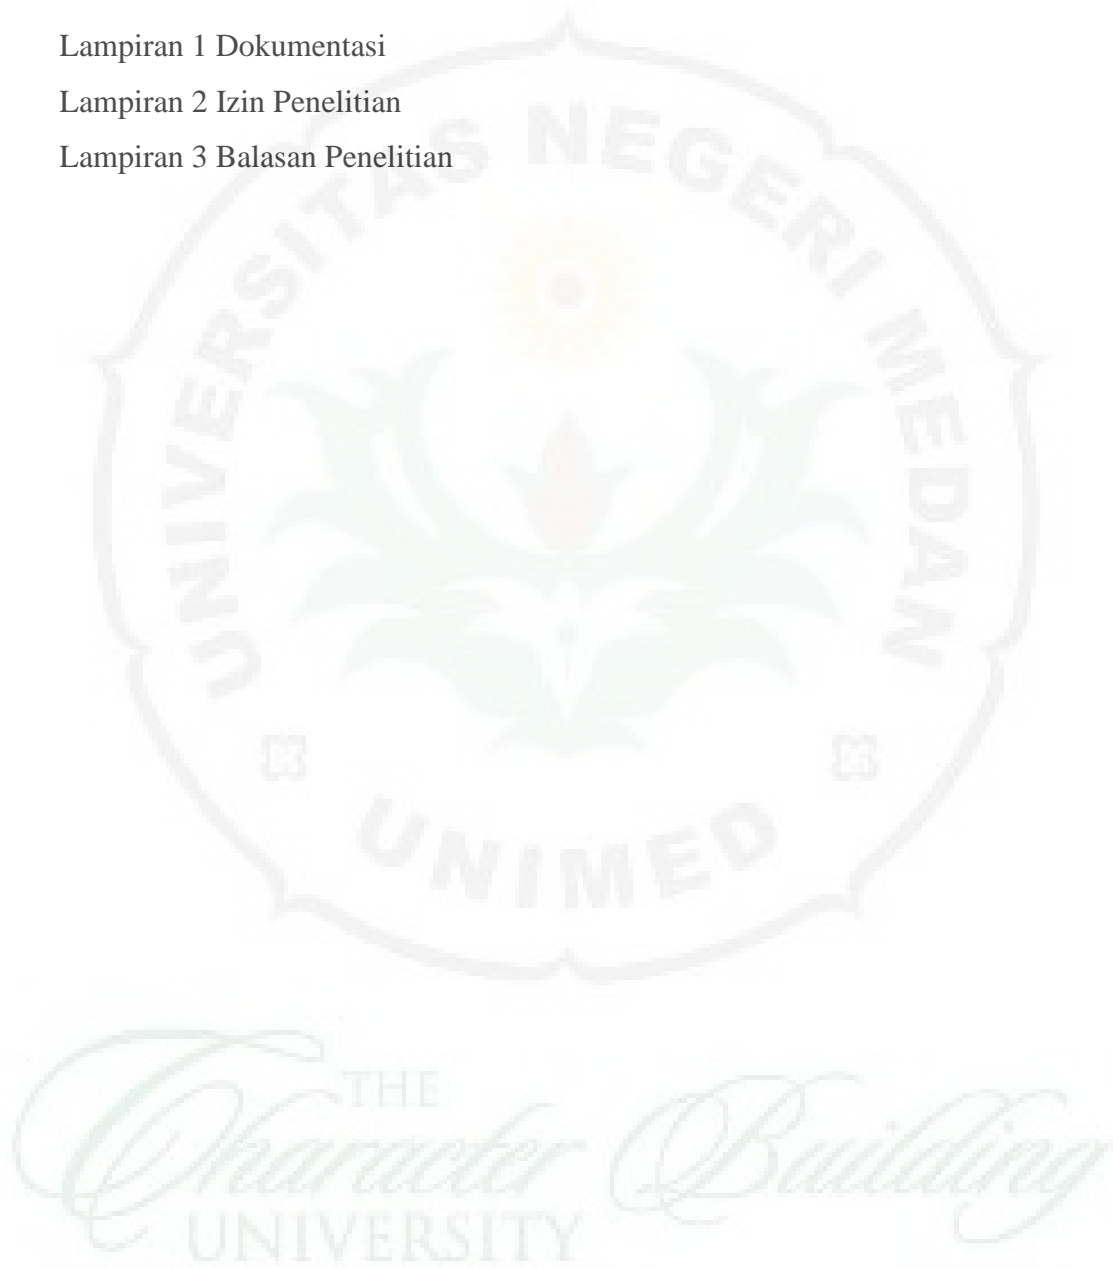 Lampiran 1 Dokumentasi
Lampiran 2 Izin Penelitian
Lampiran 3 Balasan Penelitian
UNIVERSITAS NEGERI MEDAN
UNIMED
THE
Character Building
UNIVERSITY